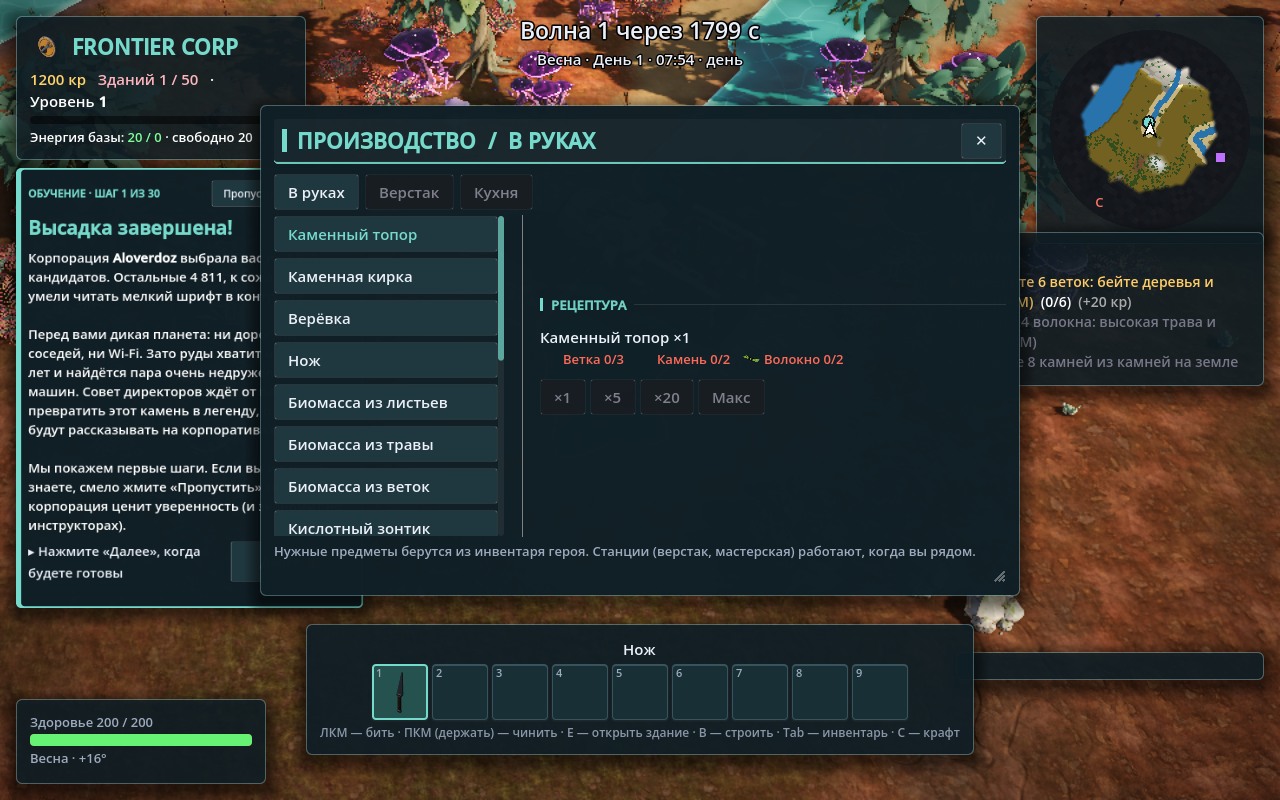 FRONTIER CORP
1200 кр Зданий 1 / 50 ·
Уровень 1
Энергия базы: 20 / 0 · свободно 20
Волна 1 через 1799 с
Весна · День 1 · 07:54 · день
C
ОБУЧЕНИЕ · ШАГ 1 ИЗ 30
Высадка завершена!
Корпорация Aloverdoz выбрала
кандидатов. Остальные 4 811, к
умели читать мелкий шрифт в
Перед вами дикая планета: ни
соседей, ни Wi-Fi. Зато руды
лет и найдётся пара очень
машин. Совет директоров ждёт от
превратить этот камень в легенду,
будут рассказывать на
Мы покажем первые шаги. Если
знаете, смело жмите «Пропустить»
корпорация ценит уверенность (и
инструкторах).
▸ Нажмите «Далее», когда
будете готовы
ПРОИЗВОДСТВО / В РУКАХ
×
В руках Верстак Кухня
Каменный топор
Каменная кирка
Верёвка
Нож
Биомасса из листьев
Биомасса из травы
Биомасса из веток
Кислотный зонтик
РЕЦЕПТУРА
Каменный топор ×1
Ветка 0/3 Камень 0/2 Волокно 0/2
×1 ×5 ×20 Макс
Нужные предметы берутся из инвентаря героя. Станции (верстак, мастерская) работают, когда вы рядом.
6 веток: бейте деревья и
(0/6) (+20 кр)
4 волокна: высокая трава и
8 камней из камней на земле
Нож
1 2 3 4 5 6 7 8 9
ЛКМ — бить · ПКМ (держать) — чинить · E — открыть здание · B — строить · Tab — инвентарь · C — крафт
Здоровье 200 / 200
Весна · +16°